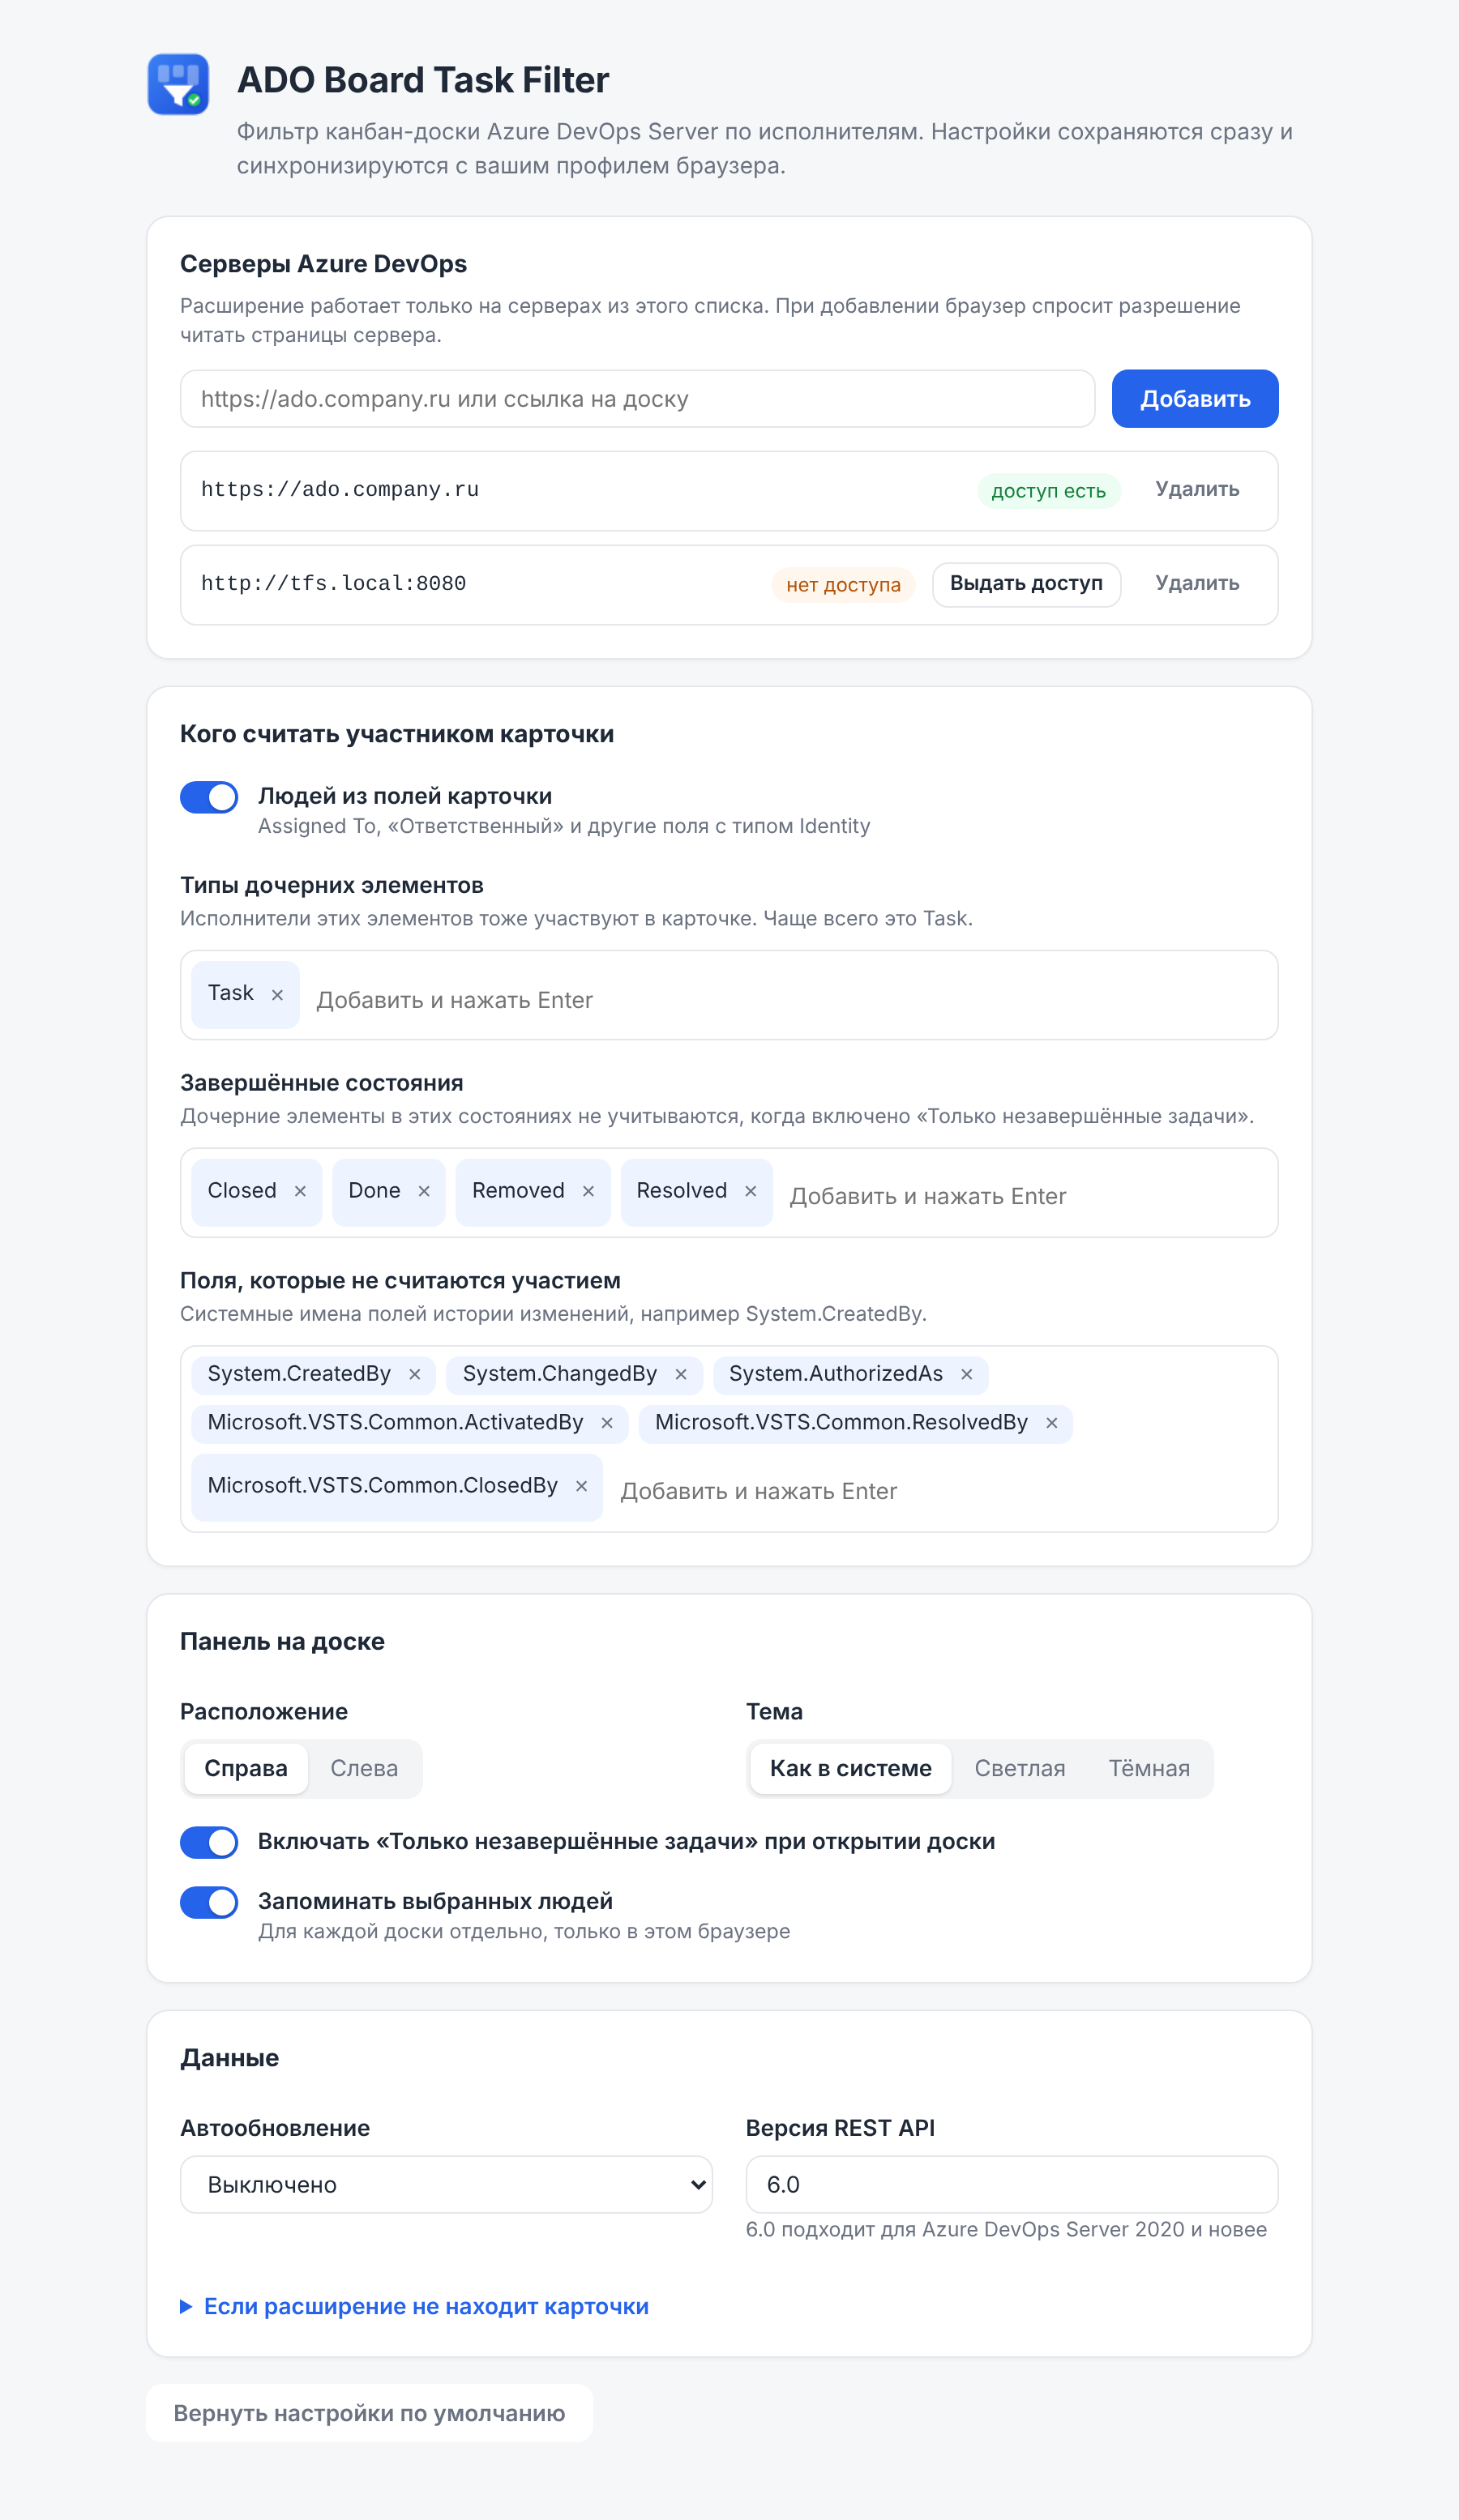 ADO Board Task Filter
Фильтр канбан-доски Azure DevOps Server по исполнителям. Настройки сохраняются сразу и
синхронизируются с вашим профилем браузера.
Серверы Azure DevOps
Расширение работает только на серверах из этого списка. При добавлении браузер спросит разрешение
читать страницы сервера.
https://ado.company.ru или ссылка на доску
Добавить
https://ado.company.ru доступ есть Удалить
http://tfs.local:8080 нет доступа Выдать доступ Удалить
Кого считать участником карточки
Людей из полей карточки
Assigned To, «Ответственный» и другие поля с типом Identity
Типы дочерних элементов
Исполнители этих элементов тоже участвуют в карточке. Чаще всего это Task.
Task × Добавить и нажать Enter
Завершённые состояния
Дочерние элементы в этих состояниях не учитываются, когда включено «Только незавершённые задачи».
Closed × Done × Removed × Resolved × Добавить и нажать Enter
Поля, которые не считаются участием
Системные имена полей истории изменений, например System.CreatedBy.
System.CreatedBy × System.ChangedBy × System.AuthorizedAs ×
Microsoft.VSTS.Common.ActivatedBy × Microsoft.VSTS.Common.ResolvedBy ×
Microsoft.VSTS.Common.ClosedBy × Добавить и нажать Enter
Панель на доске
Расположение
Справа Слева
Тема
Как в системе Светлая Тёмная
Включать «Только незавершённые задачи» при открытии доски
Запоминать выбранных людей
Для каждой доски отдельно, только в этом браузере
Данные
Автообновление
Выключено
Версия REST API
6.0
6.0 подходит для Azure DevOps Server 2020 и новее
Если расширение не находит карточки
Вернуть настройки по умолчанию